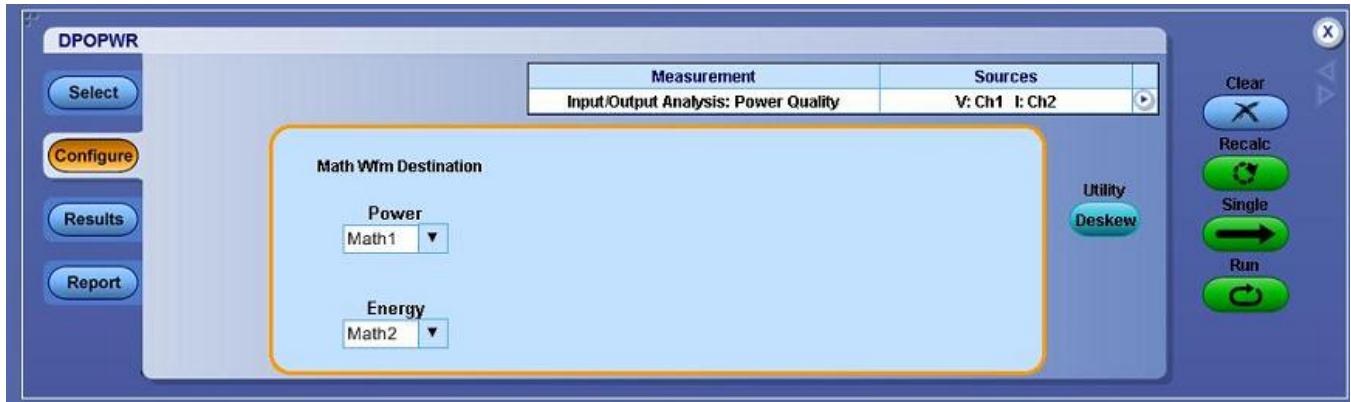 DPOPWR
X
Select
Configure
Results
Report
Measurement Sources
Input/Output Analysis: Power Quality V: Ch1 I: Ch2
Math Wfm Destination
Power
Math1
Energy
Math2
Utility
Deskew
Clear
Recalc
Single
Run